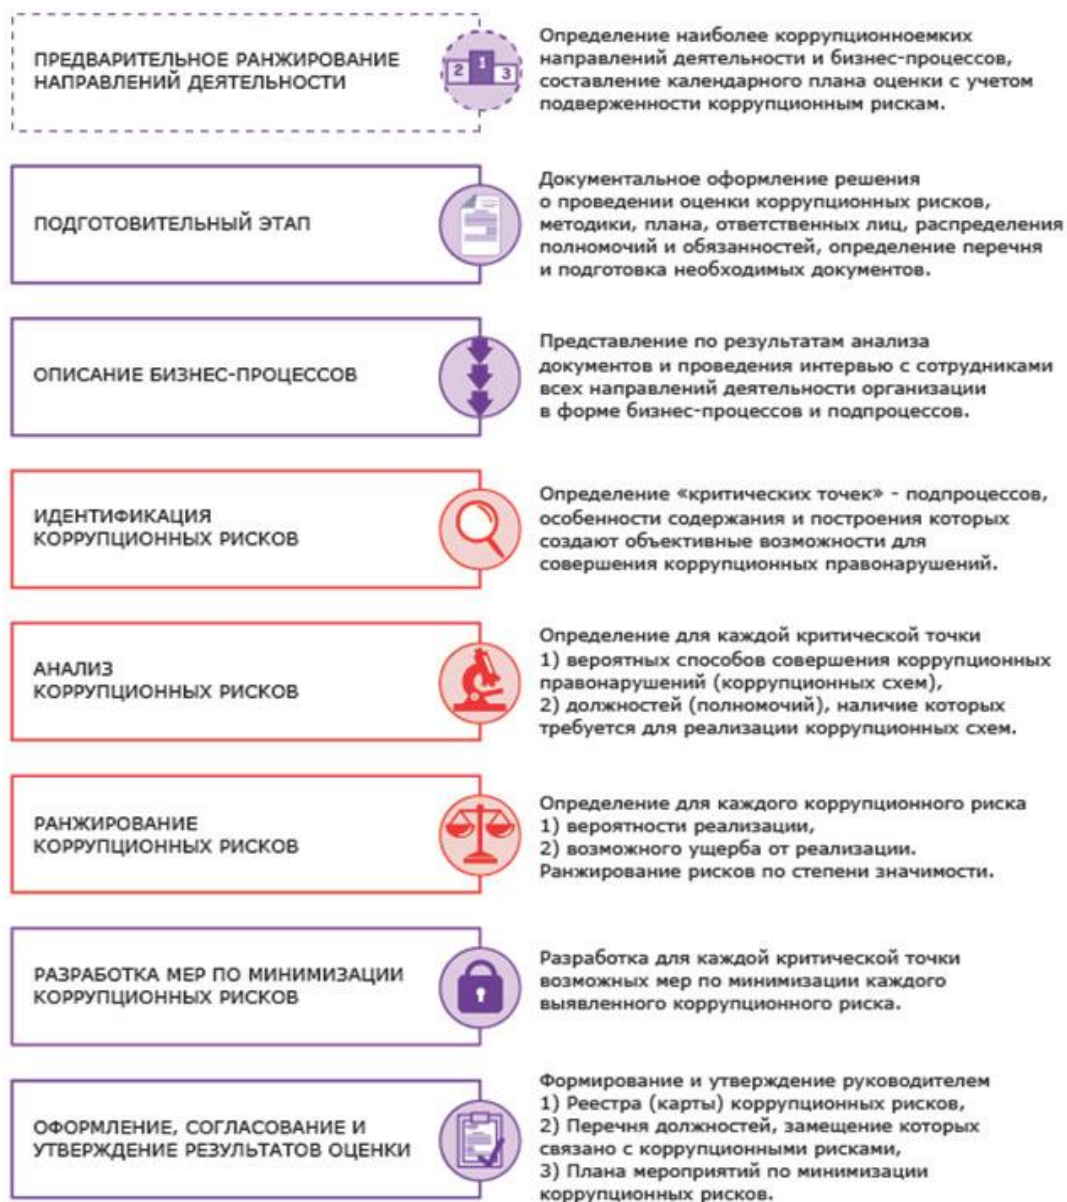 ПРЕДВАРИТЕЛЬНОЕ РАНЖИРОВАНИЕ
НАПРАВЛЕНИЙ ДЕЯТЕЛЬНОСТИ
2 1 3
Определение наиболее коррупционноемких
направлений деятельности и бизнес-процессов,
составление календарного плана оценки с учетом
подверженности коррупционным рискам.
ПОДГОТОВИТЕЛЬНЫЙ ЭТАП
Документальное оформление решения
о проведении оценки коррупционных рисков,
методики, плана, ответственных лиц, распределения
полномочий и обязанностей, определение перечня
и подготовка необходимых документов.
ОПИСАНИЕ БИЗНЕС-ПРОЦЕССОВ
Представление по результатам анализа
документов и проведения интервью с сотрудниками
всех направлений деятельности организации
в форме бизнес-процессов и подпроцессов.
ИДЕНТИФИКАЦИЯ
КОРРУПЦИОННЫХ РИСКОВ
Определение «критических точек» - подпроцессов,
особенности содержания и построения которых
создают объективные возможности для
совершения коррупционных правонарушений.
АНАЛИЗ
КОРРУПЦИОННЫХ РИСКОВ
Определение для каждой критической точки
1) вероятных способов совершения коррупционных
правонарушений (коррупционных схем),
2) должностей (полномочий), наличие которых
требуется для реализации коррупционных схем.
РАНЖИРОВАНИЕ
КОРРУПЦИОННЫХ РИСКОВ
Определение для каждого коррупционного риска
1) вероятности реализации,
2) возможного ущерба от реализации.
Ранжирование рисков по степени значимости.
РАЗРАБОТКА МЕР ПО МИНИМИЗАЦИИ
КОРРУПЦИОННЫХ РИСКОВ
Разработка для каждой критической точки
возможных мер по минимизации каждого
выявленного коррупционного риска.
ОФОРМЛЕНИЕ, СОГЛАСОВАНИЕ И
УТВЕРЖДЕНИЕ РЕЗУЛЬТАТОВ ОЦЕНКИ
Формирование и утверждение руководителем
1) Реестра (карты) коррупционных рисков,
2) Перечня должностей, замещение которых
связано с коррупционными рисками,
3) Плана мероприятий по минимизации
коррупционных рисков.